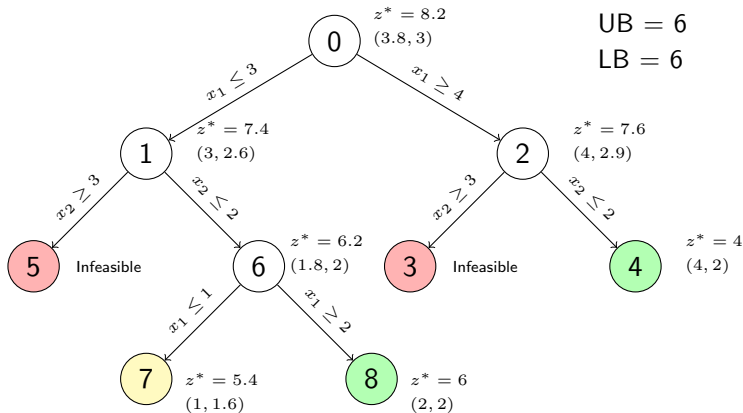 z* = 8.2
(3.8, 3)
UB = 6
LB = 6
0
x₁ ≤ 3
x₁ ≥ 4
1
z* = 7.4
(3, 2.6)
2
z* = 7.6
(4, 2.9)
x₂ ≥ 3
x₂ ≤ 2
x₂ ≥ 3
x₂ ≤ 2
5
Infeasible
6
z* = 6.2
(1.8, 2)
3
Infeasible
4
z* = 4
(4, 2)
x₁ ≤ 1
x₁ ≥ 2
7
z* = 5.4
(1, 1.6)
8
z* = 6
(2, 2)